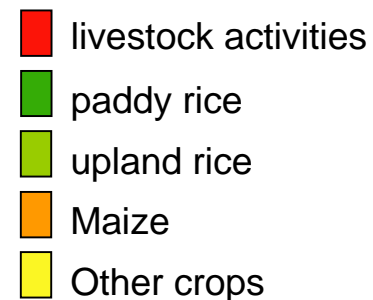 livestock activities
paddy rice
upland rice
Maize
Other crops